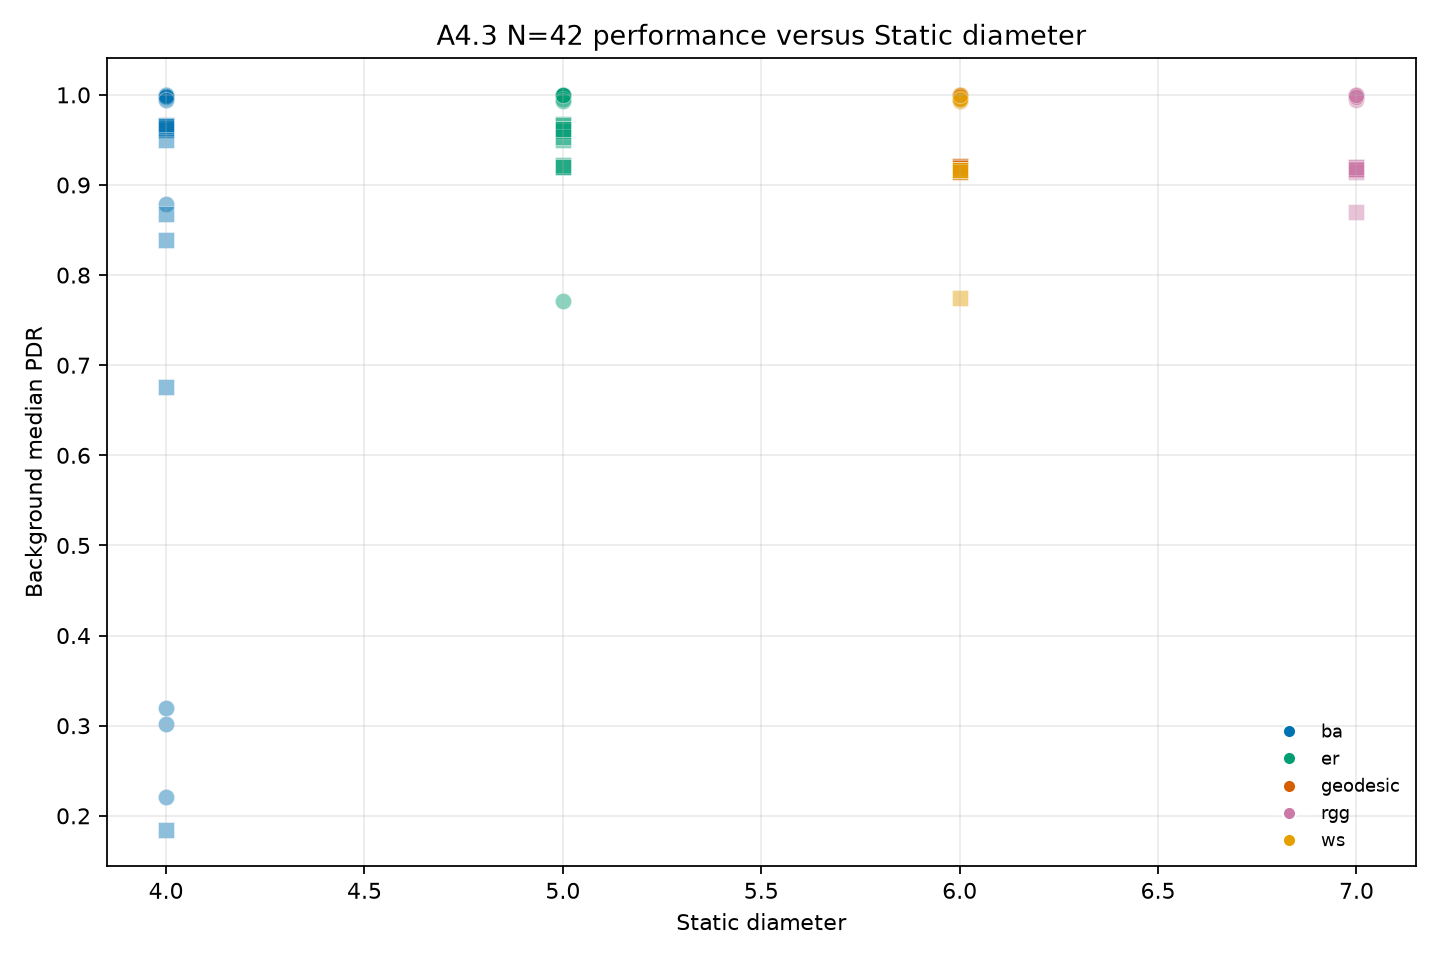 A4.3 N=42 performance versus Static diameter
Background median PDR
1.0
0.9
0.8
0.7
0.6
0.5
0.4
0.3
0.2
ba
er
geodesic
rgg
ws
4.0 4.5 5.0 5.5 6.0 6.5 7.0
Static diameter